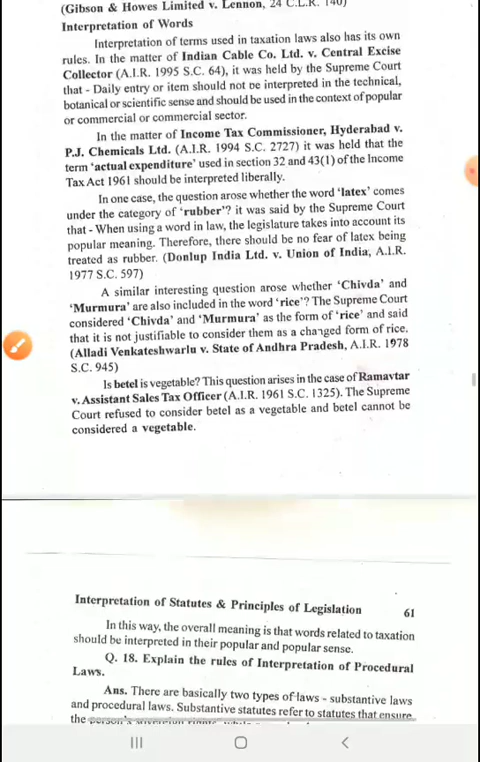 (Gibson & Howes Limited v. Lennon, 24 C.L.R. 140)
Interpretation of Words
Interpretation of terms used in taxation laws also has its own
rules. In the matter of Indian Cable Co. Ltd. v. Central Excise
Collector (A.I.R. 1995 S.C. 64), it was held by the Supreme Court
that - Daily entry or item should not be interpreted in the technical,
botanical or scientific sense and should be used in the context of popular
or commercial or commercial sector.
In the matter of Income Tax Commissioner, Hyderabad v.
P.J. Chemicals Ltd. (A.I.R. 1994 S.C. 2727) it was held that the
term 'actual expenditure' used in section 32 and 43(1) of the Income
Tax Act 1961 should be interpreted liberally.
In one case, the question arose whether the word 'latex' comes
under the category of 'rubber'? it was said by the Supreme Court
that - When using a word in law, the legislature takes into account its
popular meaning. Therefore, there should be no fear of latex being
treated as rubber. (Donlup India Ltd. v. Union of India, A.I.R.
1977 S.C. 597)
A similar interesting question arose whether 'Chivda' and
'Murmura' are also included in the word 'rice'? The Supreme Court
considered 'Chivda' and 'Murmura' as the form of 'rice' and said
that it is not justifiable to consider them as a changed form of rice.
(Alladi Venkateshwarlu v. State of Andhra Pradesh, A.I.R. 1978
S.C. 945)
Is betel is vegetable? This question arises in the case of Ramavtar
v. Assistant Sales Tax Officer (A.I.R. 1961 S.C. 1325). The Supreme
Court refused to consider betel as a vegetable and betel cannot be
considered a vegetable.
Interpretation of Statutes & Principles of Legislation 61
In this way, the overall meaning is that words related to taxation
should be interpreted in their popular and popular sense.
Q. 18. Explain the rules of Interpretation of Procedural
Laws.
Ans. There are basically two types of laws - substantive laws
and procedural laws. Substantive statutes refer to statutes that ensure
the